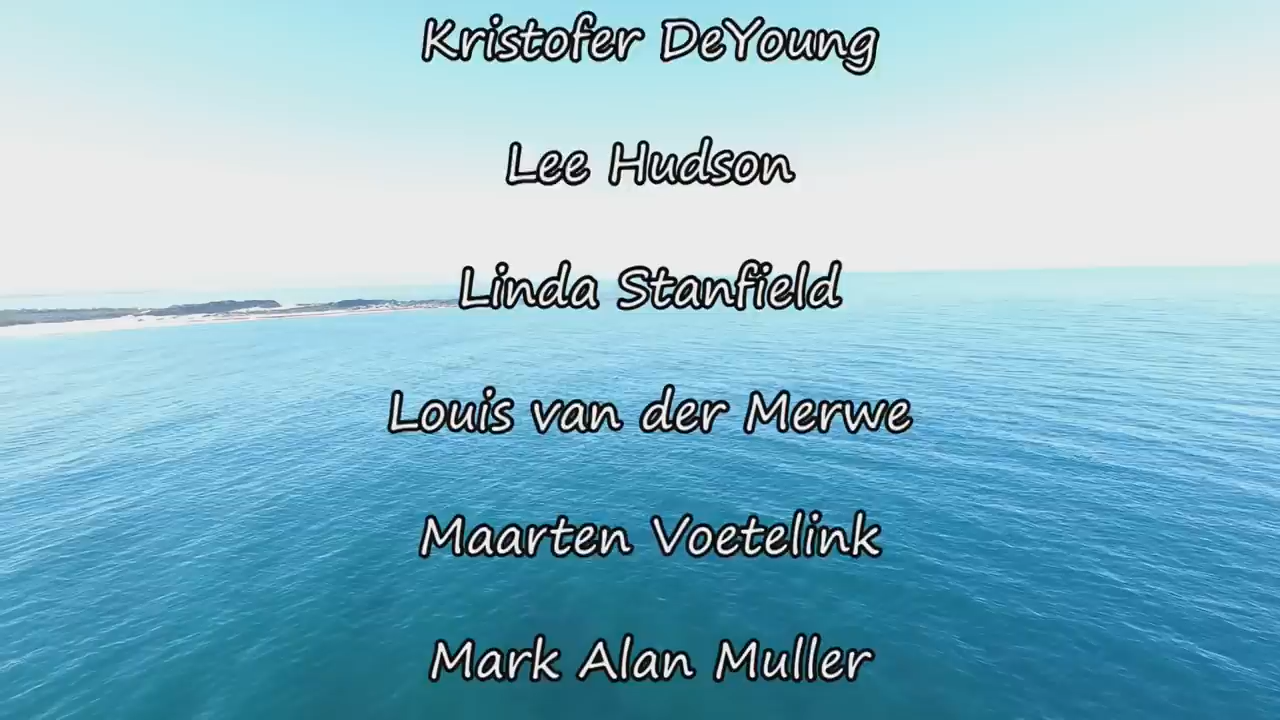 Kristofer DeYoung
Lee Hudson
Linda Stanfield
Louis van der Merwe
Maarten Voetelink
Mark Alan Muller